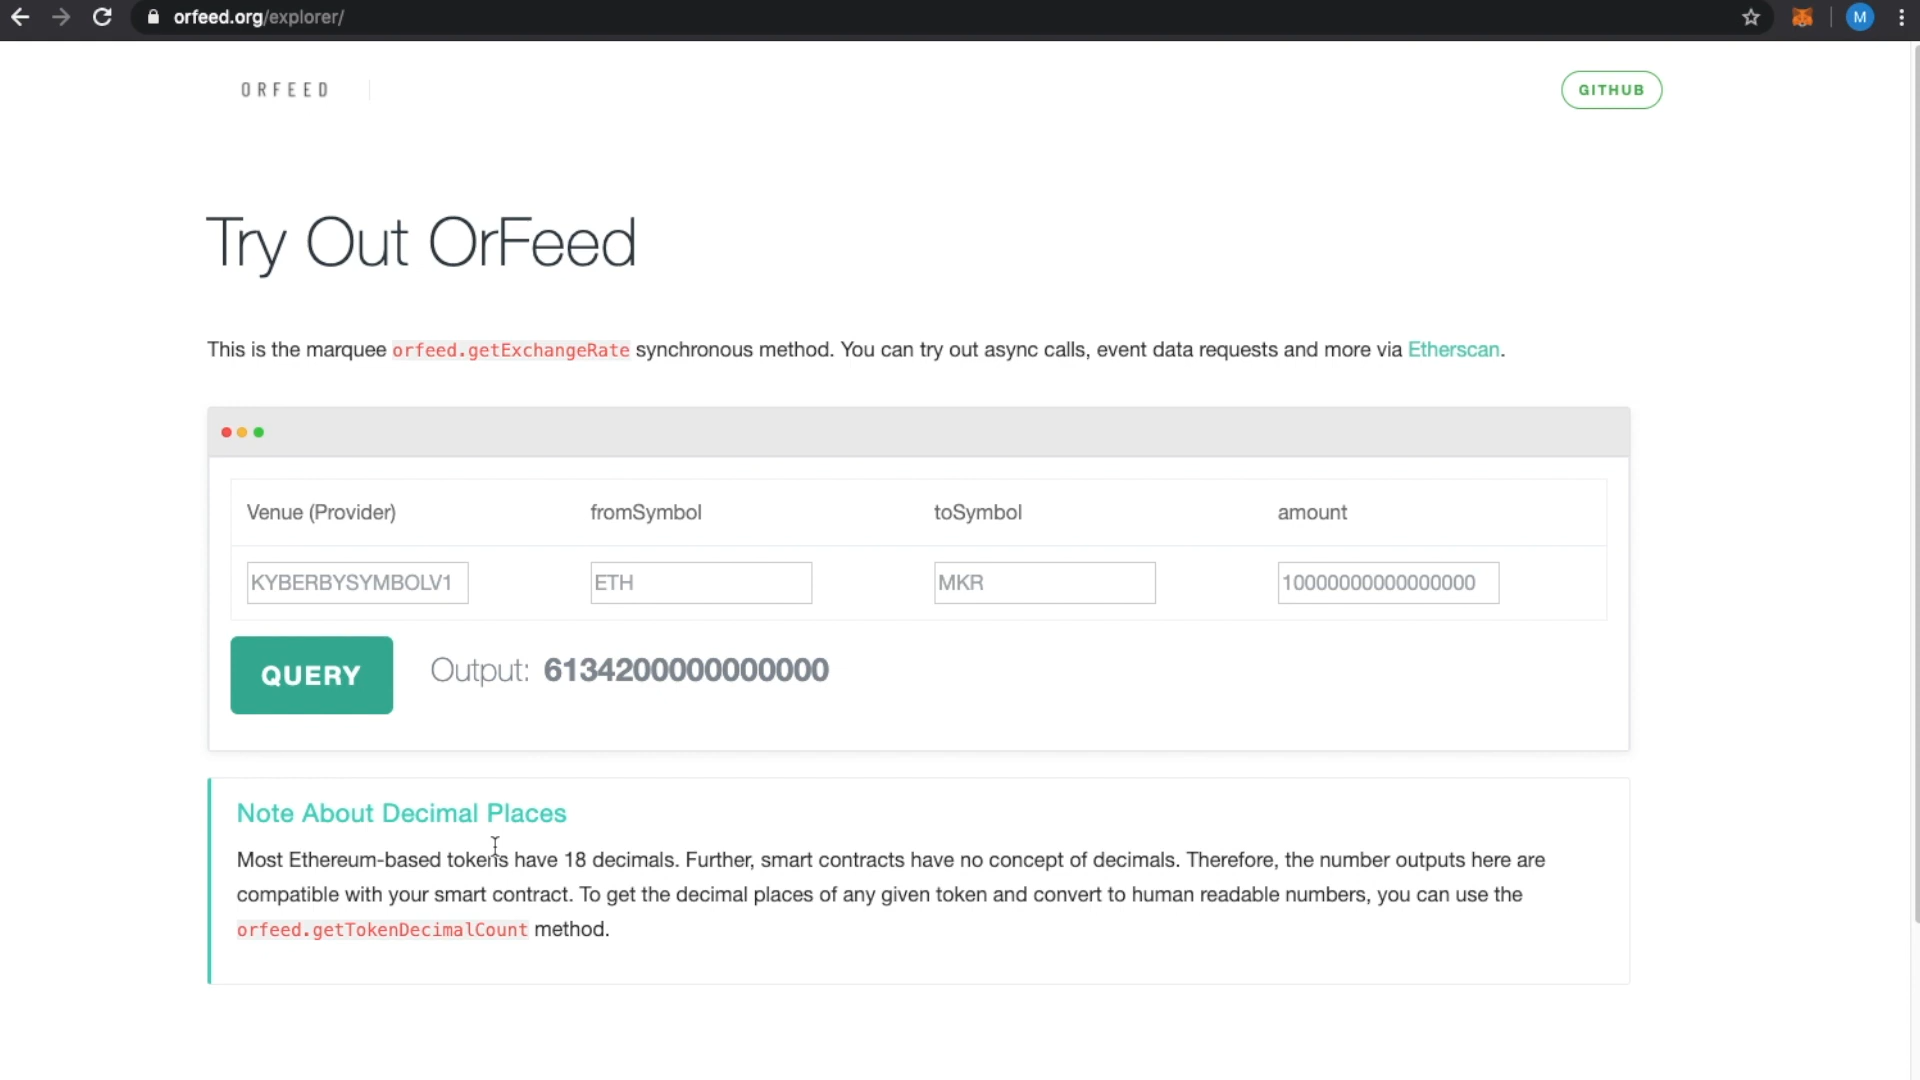 orfeed.org/explorer/
M
ORFEED
GITHUB
Try Out OrFeed
This is the marquee orfeed.getExchangeRate synchronous method. You can try out async calls, event data requests and more via Etherscan.
Venue (Provider) fromSymbol toSymbol amount
KYBERBYSYMBOLV1 ETH MKR 10000000000000000
QUERY Output: 6134200000000000
Note About Decimal Places
Most Ethereum-based tokens have 18 decimals. Further, smart contracts have no concept of decimals. Therefore, the number outputs here are
compatible with your smart contract. To get the decimal places of any given token and convert to human readable numbers, you can use the
orfeed.getTokenDecimalCount method.